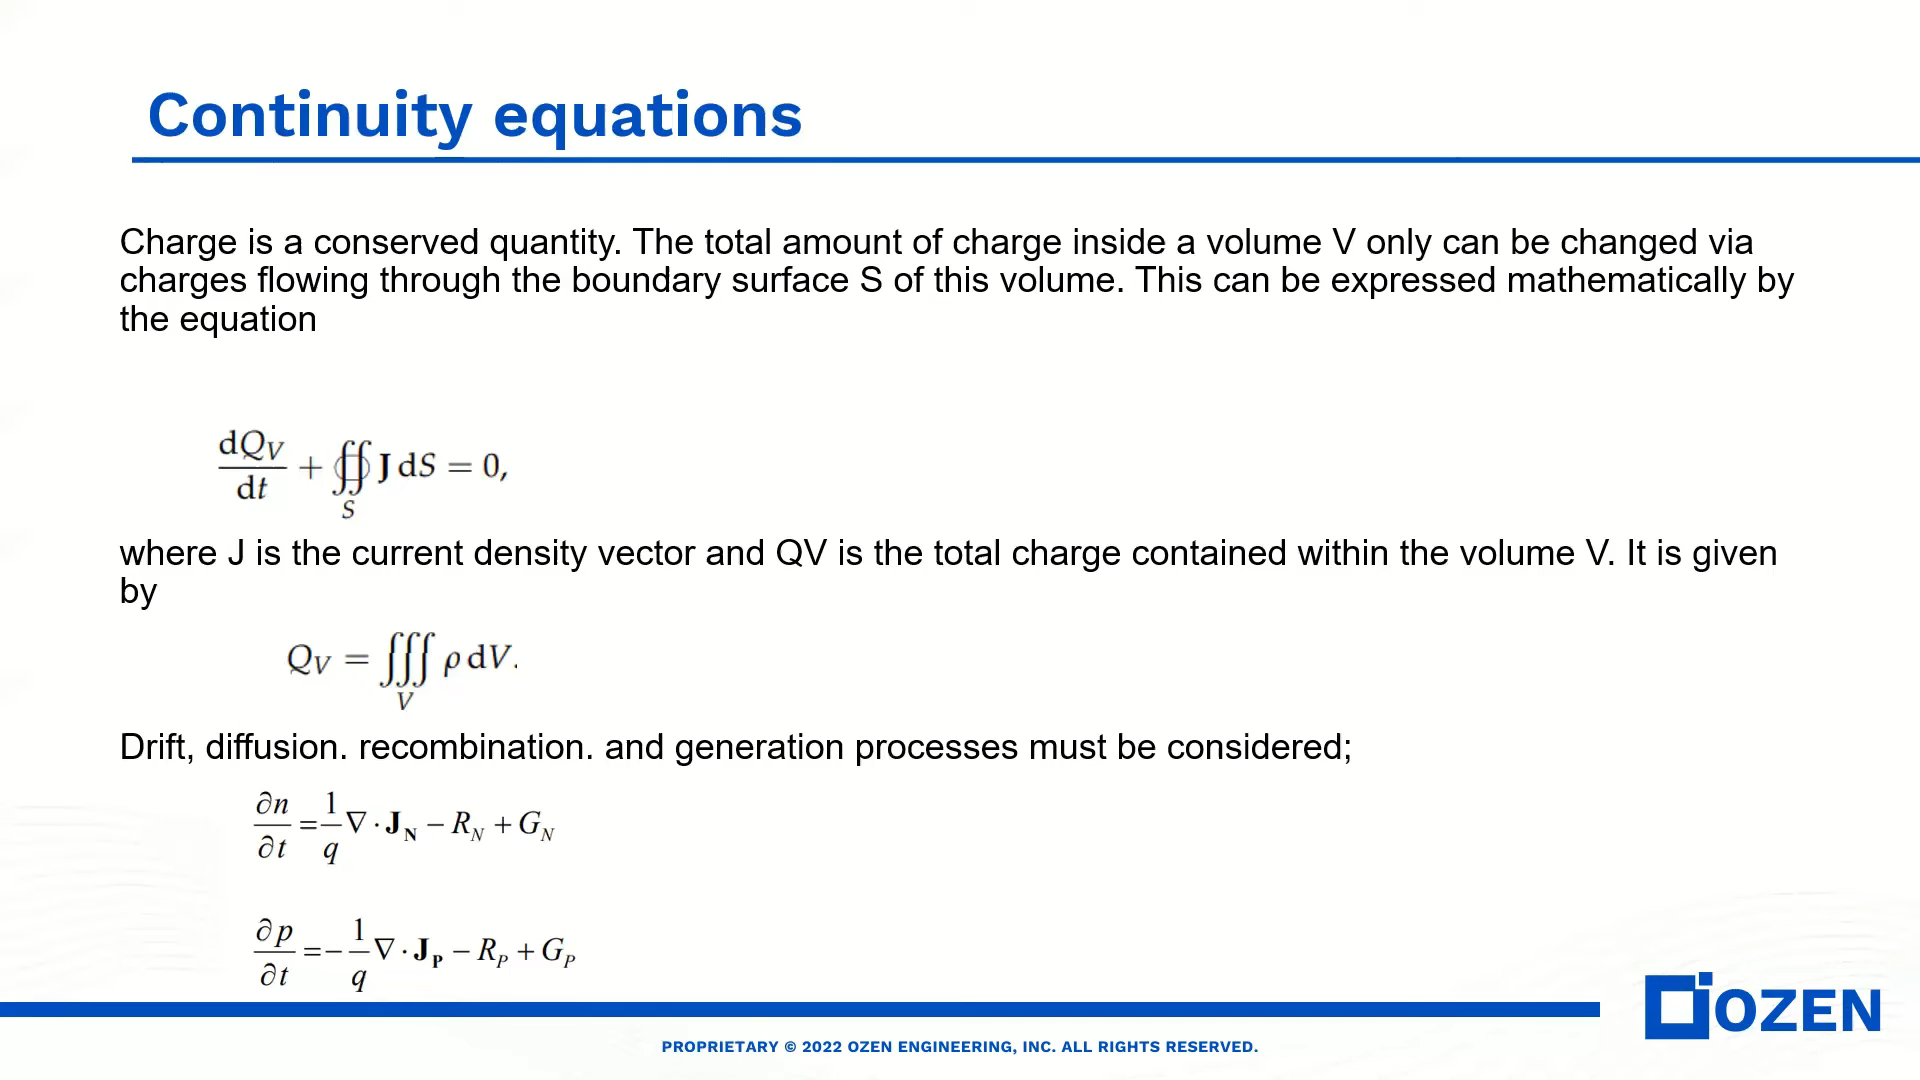 Continuity equations
Charge is a conserved quantity. The total amount of charge inside a volume V only can be changed via
charges flowing through the boundary surface S of this volume. This can be expressed mathematically by
the equation
dQ_V/dt + ∯_S J dS = 0,
where J is the current density vector and QV is the total charge contained within the volume V. It is given
by
Q_V = ∭_V ρ dV.
Drift, diffusion. recombination. and generation processes must be considered;
∂n/∂t = 1/q ∇ · J_N − R_N + G_N
∂p/∂t = − 1/q ∇ · J_P − R_P + G_P
OZEN
PROPRIETARY © 2022 OZEN ENGINEERING, INC. ALL RIGHTS RESERVED.